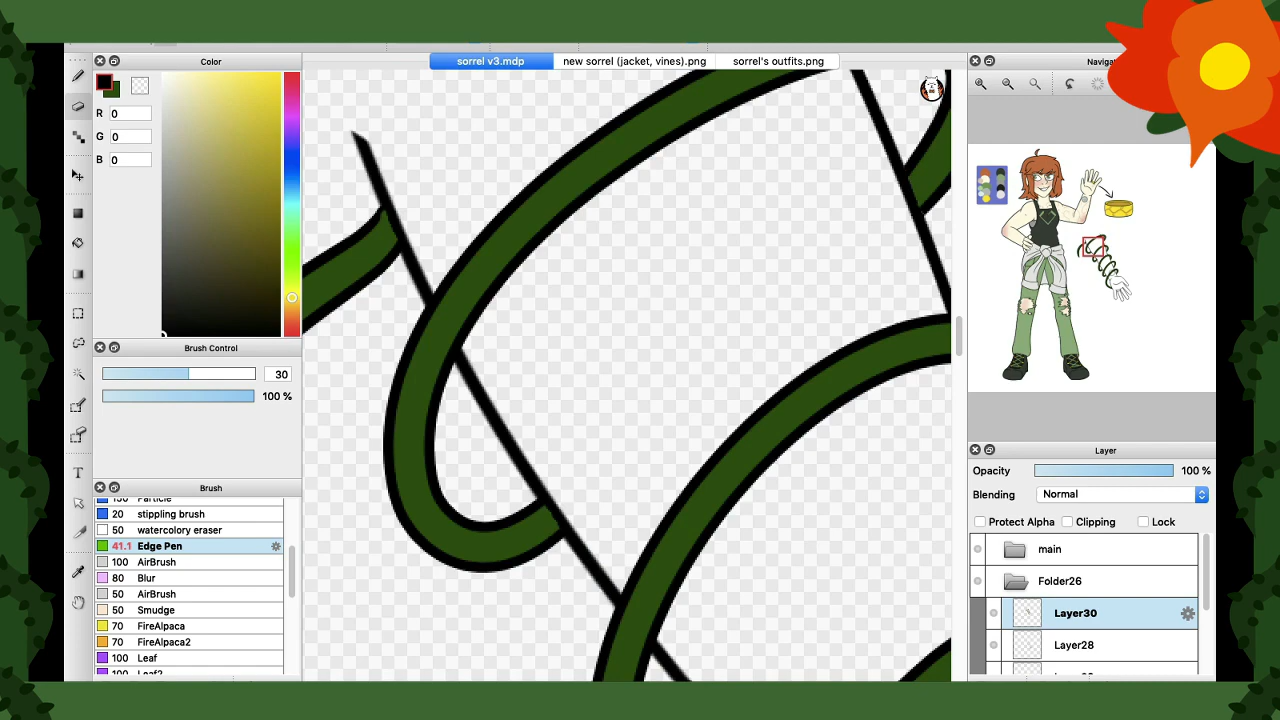 Color
sorrel v3.mdp
new sorrel (jacket, vines).png
sorrel's outfits.png
R 0
G 0
B 0
Brush Control
30
100 %
Brush
20 stippling brush
50 watercolory eraser
41.1 Edge Pen
100 AirBrush
80 Blur
50 AirBrush
50 Smudge
70 FireAlpaca
70 FireAlpaca2
100 Leaf
T
Layer
Opacity 100 %
Blending Normal
Protect Alpha Clipping Lock
main
Folder26
Layer30
Layer28